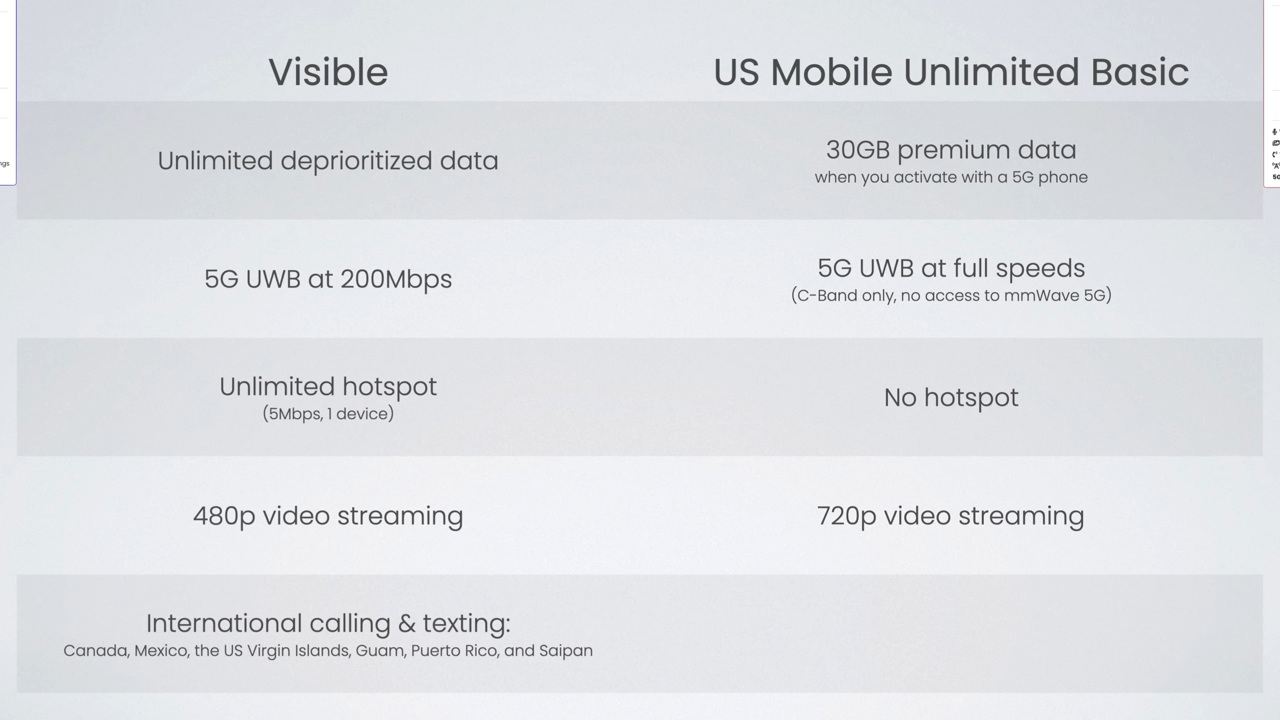 Visible
US Mobile Unlimited Basic
Unlimited deprioritized data
30GB premium data
when you activate with a 5G phone
5G UWB at 200Mbps
5G UWB at full speeds
(C-Band only, no access to mmWave 5G)
Unlimited hotspot
(5Mbps, 1 device)
No hotspot
480p video streaming
720p video streaming
International calling & texting:
Canada, Mexico, the US Virgin Islands, Guam, Puerto Rico, and Saipan